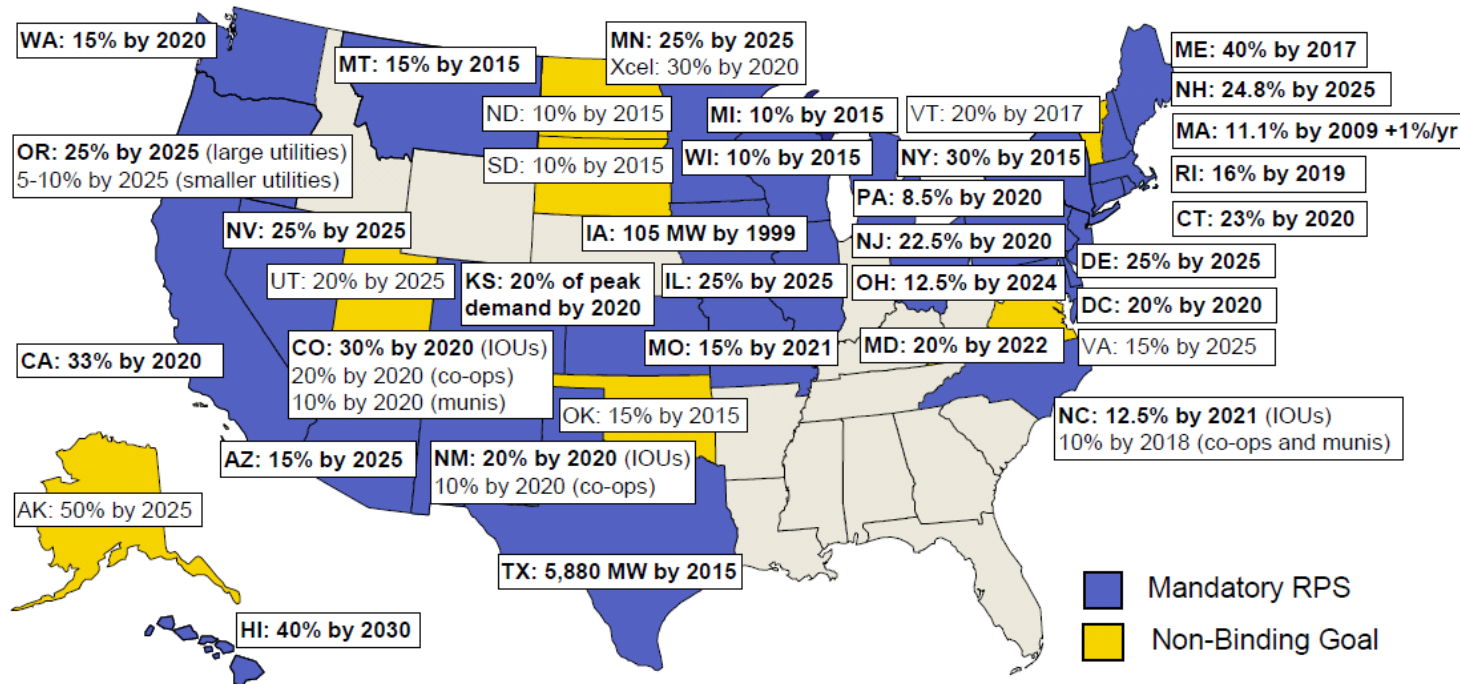 WA: 15% by 2020
MT: 15% by 2015
MN: 25% by 2025
Xcel: 30% by 2020
ME: 40% by 2017
NH: 24.8% by 2025
ND: 10% by 2015
MI: 10% by 2015
VT: 20% by 2017
MA: 11.1% by 2009 +1%/yr
OR: 25% by 2025 (large utilities)
5-10% by 2025 (smaller utilities)
SD: 10% by 2015
WI: 10% by 2015
NY: 30% by 2015
RI: 16% by 2019
PA: 8.5% by 2020
CT: 23% by 2020
NV: 25% by 2025
IA: 105 MW by 1999
NJ: 22.5% by 2020
DE: 25% by 2025
UT: 20% by 2025
KS: 20% of peak
demand by 2020
IL: 25% by 2025
OH: 12.5% by 2024
DC: 20% by 2020
CA: 33% by 2020
CO: 30% by 2020 (IOUs)
20% by 2020 (co-ops)
10% by 2020 (munis)
MO: 15% by 2021
MD: 20% by 2022
VA: 15% by 2025
OK: 15% by 2015
NC: 12.5% by 2021 (IOUs)
10% by 2018 (co-ops and munis)
AZ: 15% by 2025
NM: 20% by 2020 (IOUs)
10% by 2020 (co-ops)
AK: 50% by 2025
TX: 5,880 MW by 2015
HI: 40% by 2030
Mandatory RPS
Non-Binding Goal